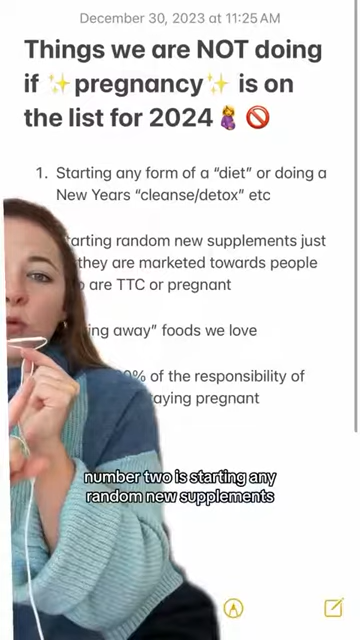 December 30, 2023 at 11:25 AM
Things we are NOT doing
if ✨pregnancy✨ is on
the list for 2024🤰🚫
1. Starting any form of a “diet” or doing a
New Years “cleanse/detox” etc
random new supplements just
they are marketed towards people
are TTC or pregnant
away” foods we love
of the responsibility of
pregnant
number two is starting any
random new supplements